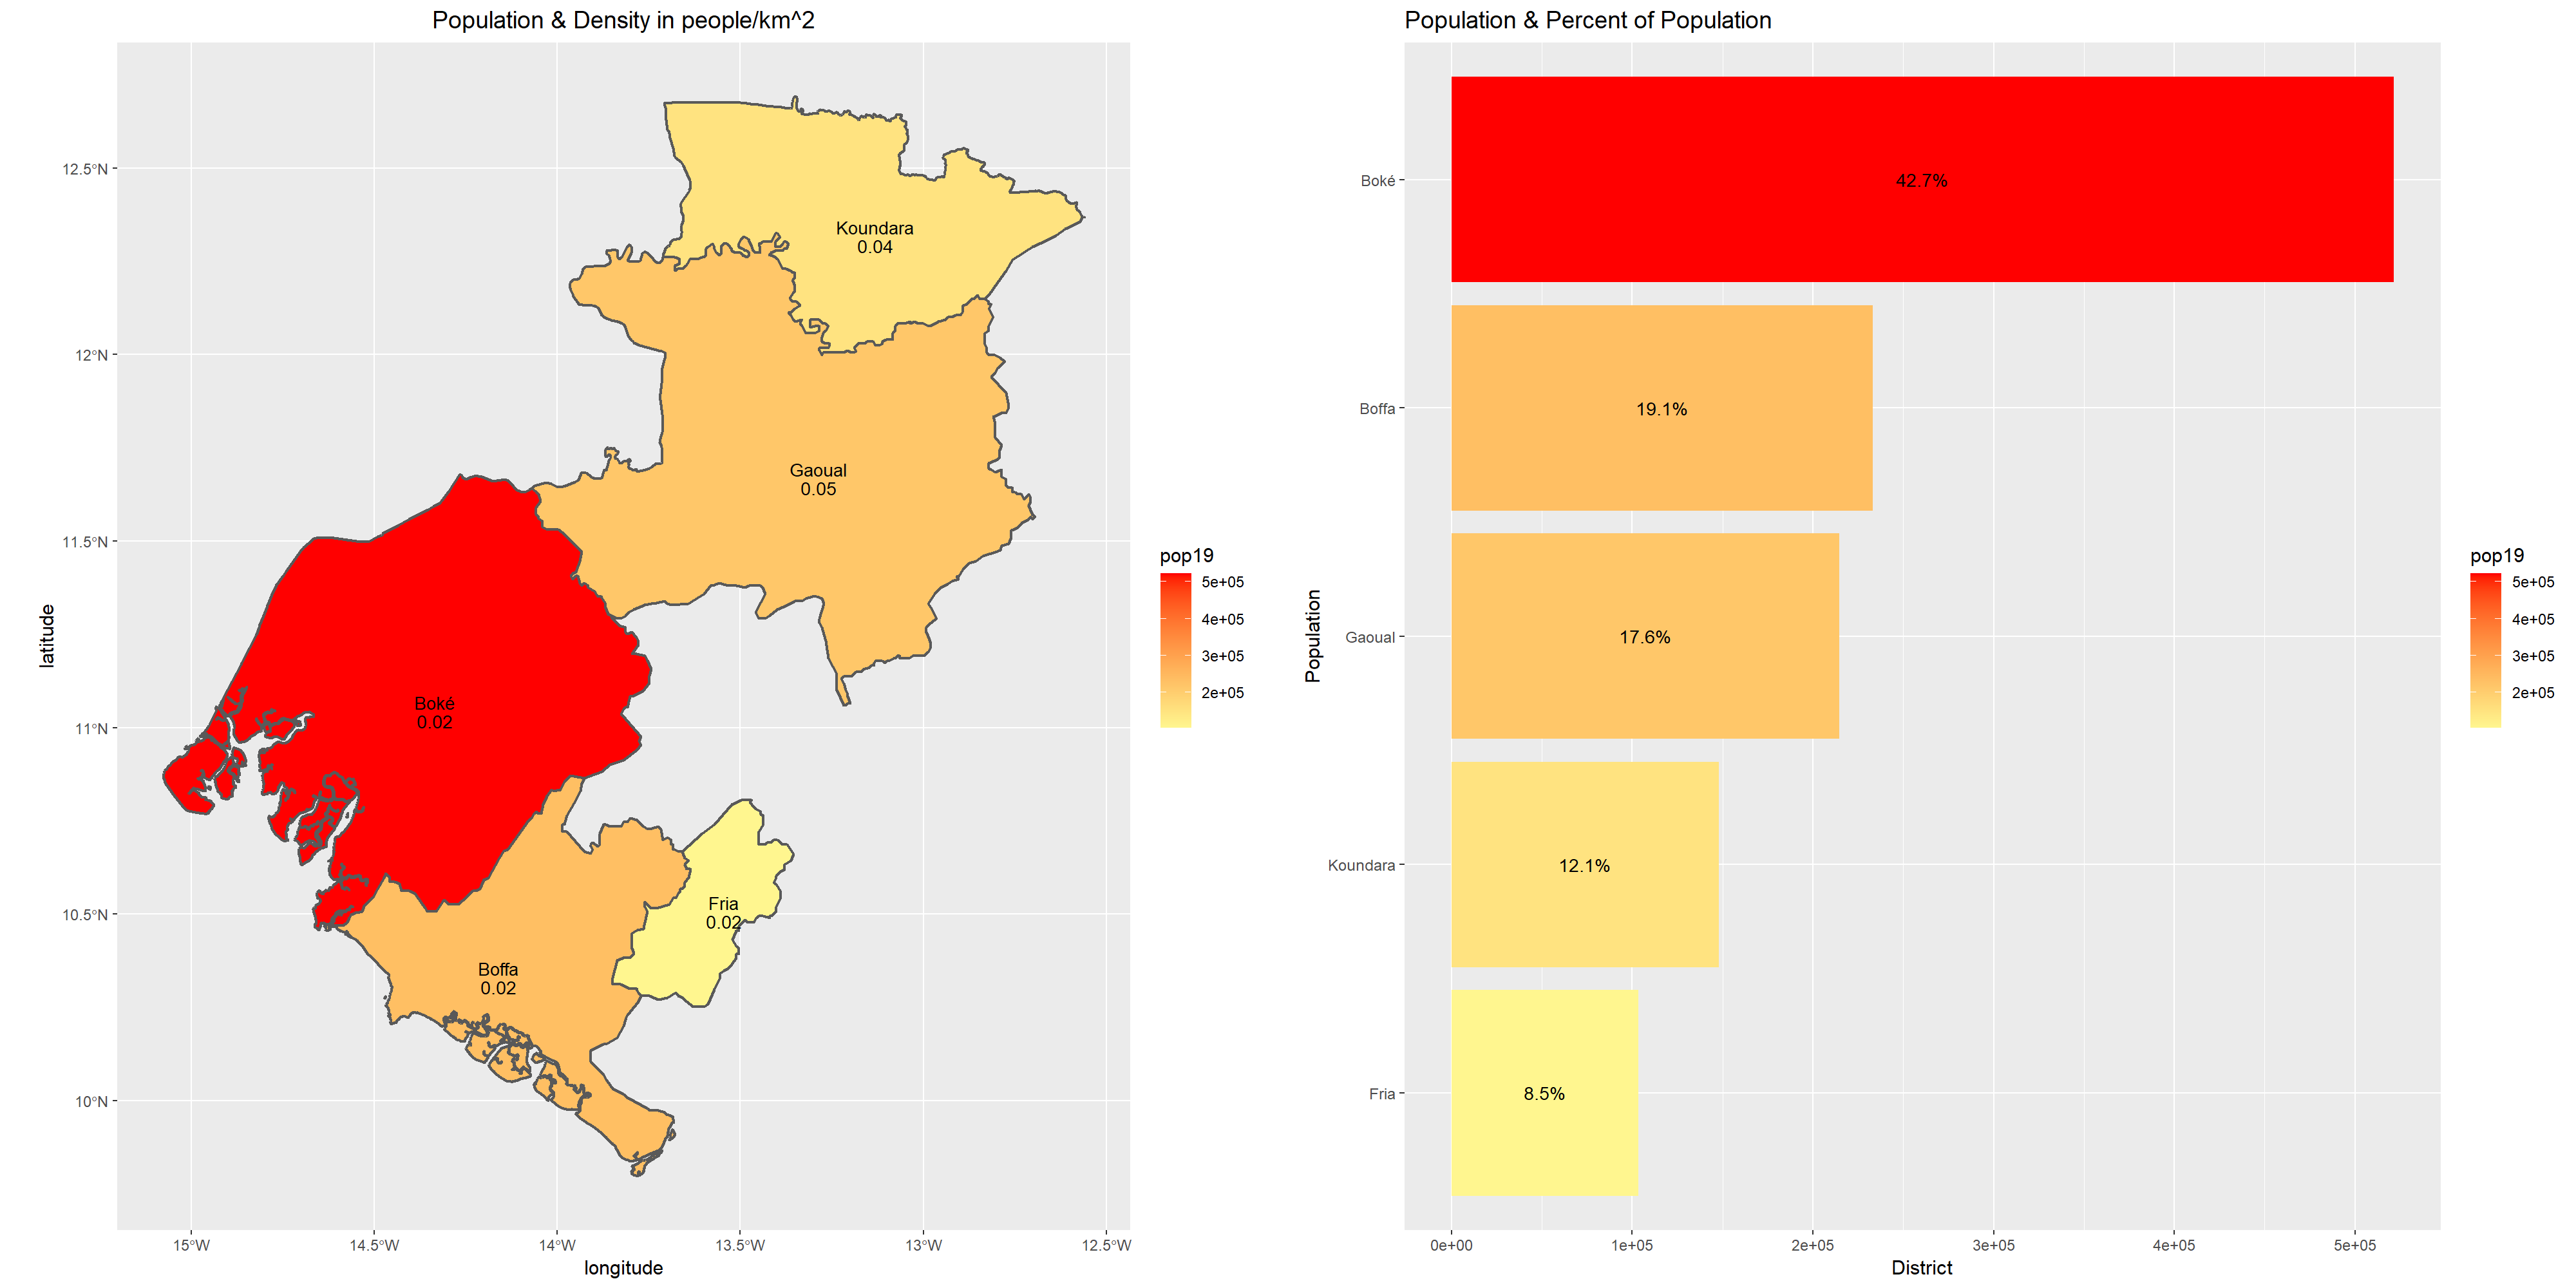 Population & Density in people/km^2
12.5°N
12°N
11.5°N
11°N
10.5°N
10°N
latitude
Koundara
0.04
Gaoual
0.05
Boké
0.02
Fria
0.02
Boffa
0.02
15°W
14.5°W
14°W
13.5°W
13°W
12.5°W
longitude
pop19
5e+05
4e+05
3e+05
2e+05
Population & Percent of Population
Population
Boké
42.7%
Boffa
19.1%
Gaoual
17.6%
Koundara
12.1%
Fria
8.5%
0e+00
1e+05
2e+05
3e+05
4e+05
5e+05
District
pop19
5e+05
4e+05
3e+05
2e+05